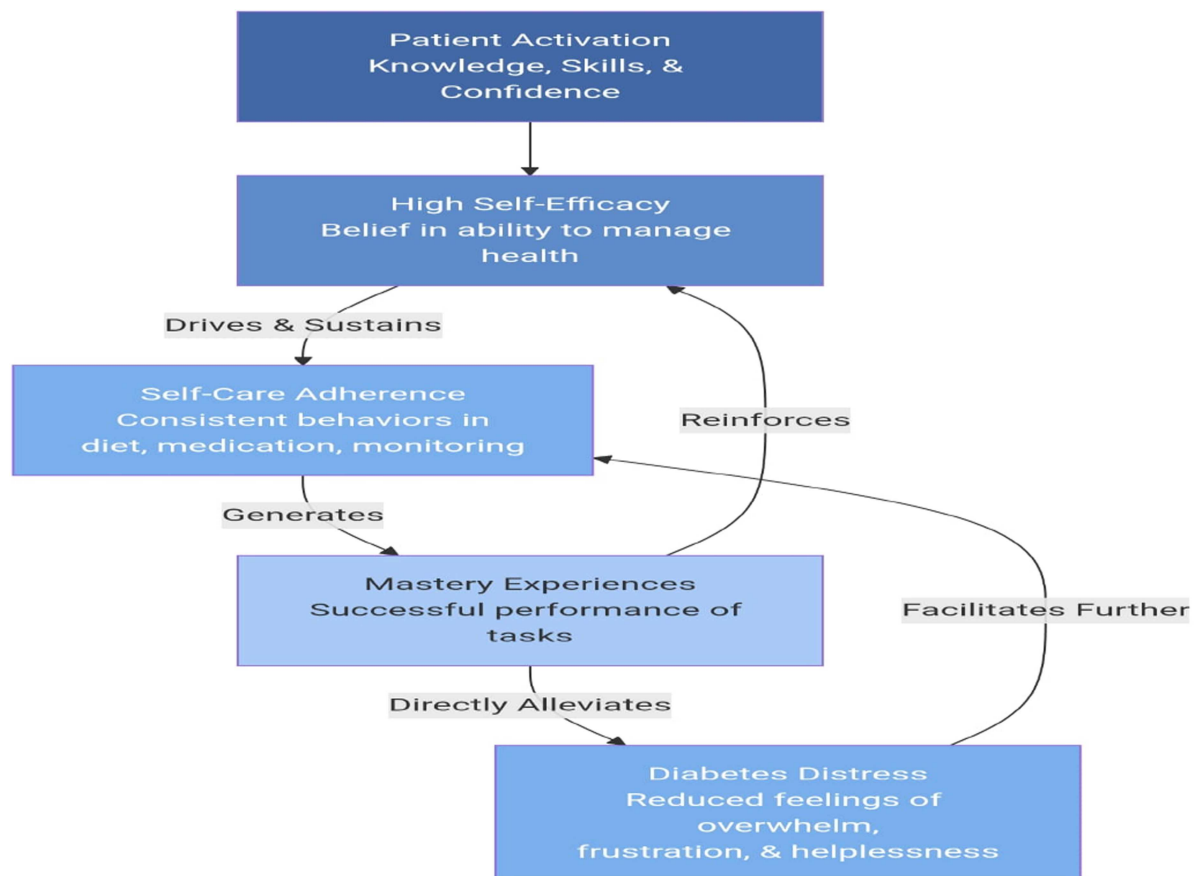 Patient Activation
Knowledge, Skills, &
Confidence
High Self-Efficacy
Belief in ability to manage
health
Drives & Sustains
Self-Care Adherence
Consistent behaviors in
diet, medication, monitoring
Reinforces
Generates
Mastery Experiences
Successful performance of
tasks
Facilitates Further
Directly Alleviates
Diabetes Distress
Reduced feelings of
overwhelm,
frustration, & helplessness